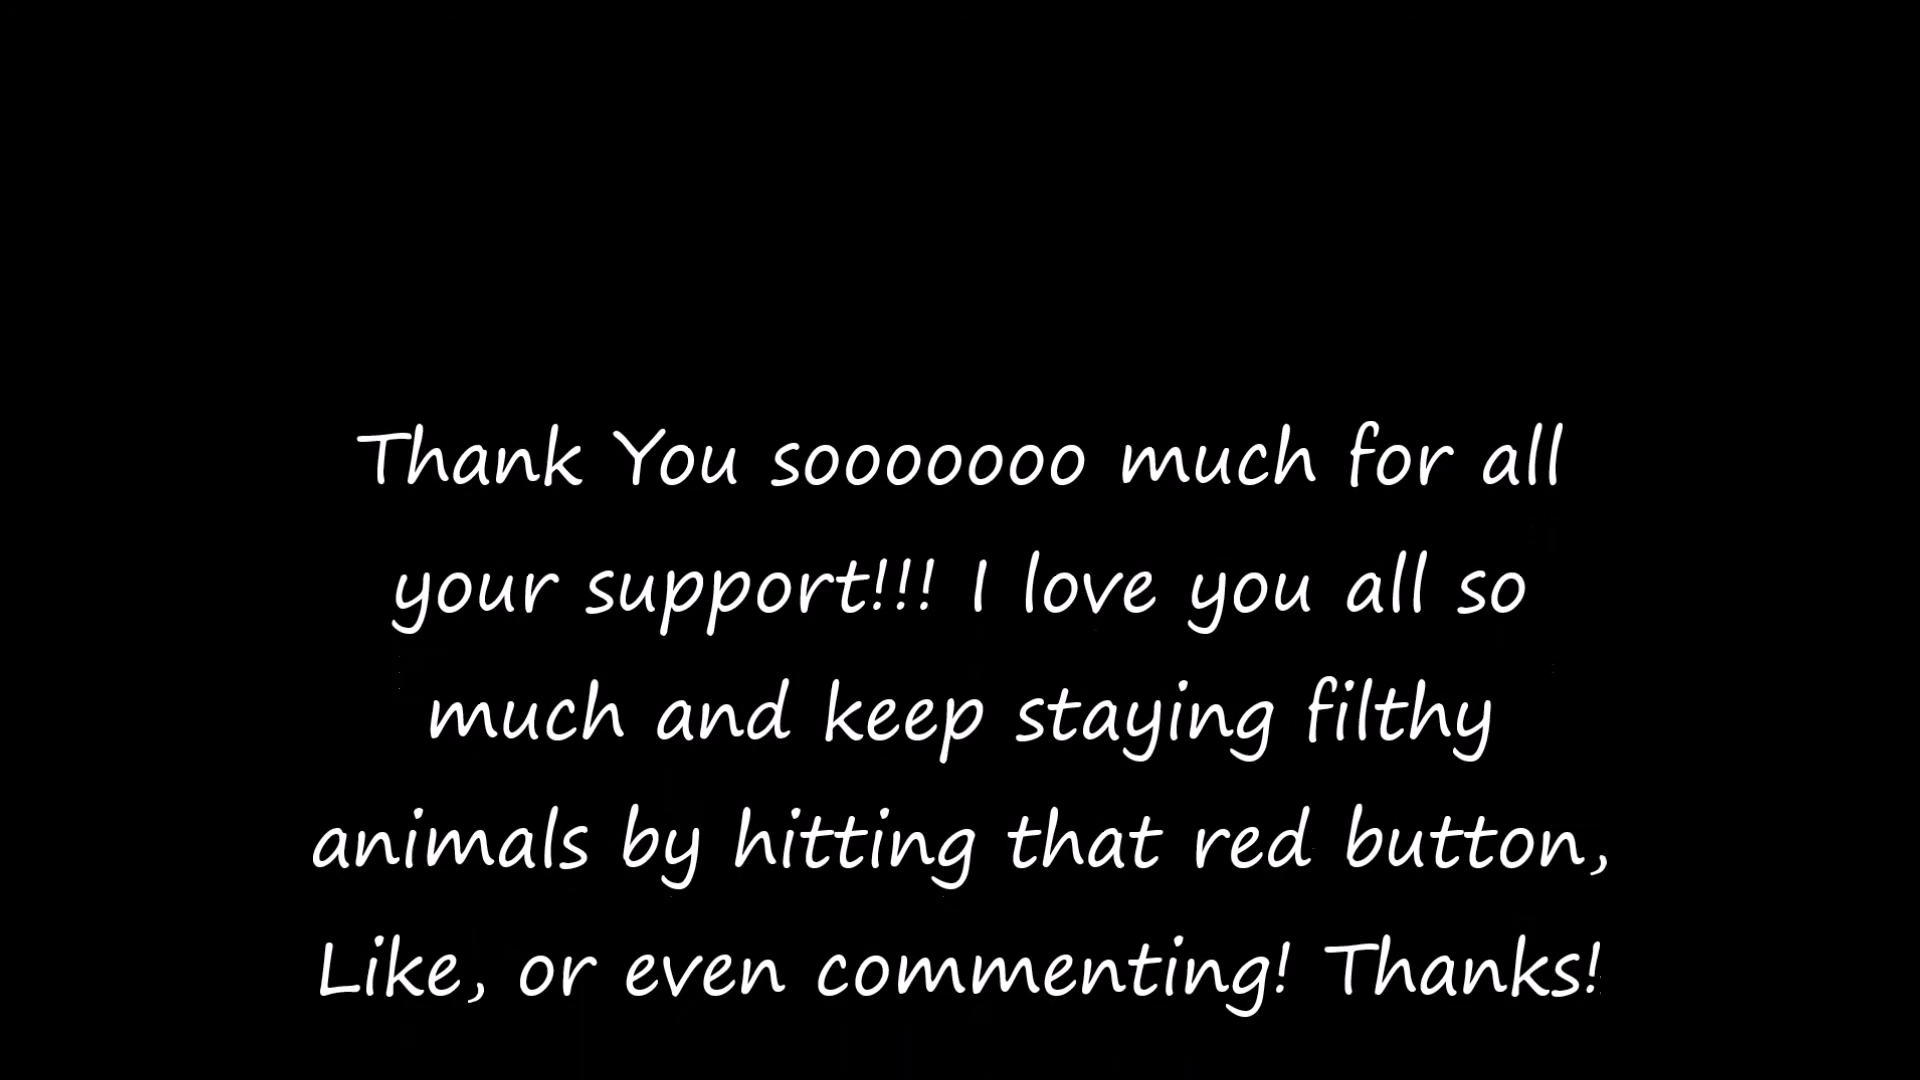 Thank You sooooooo much for all
your support!!! I love you all so
much and keep staying filthy
animals by hitting that red button,
Like, or even commenting! Thanks!